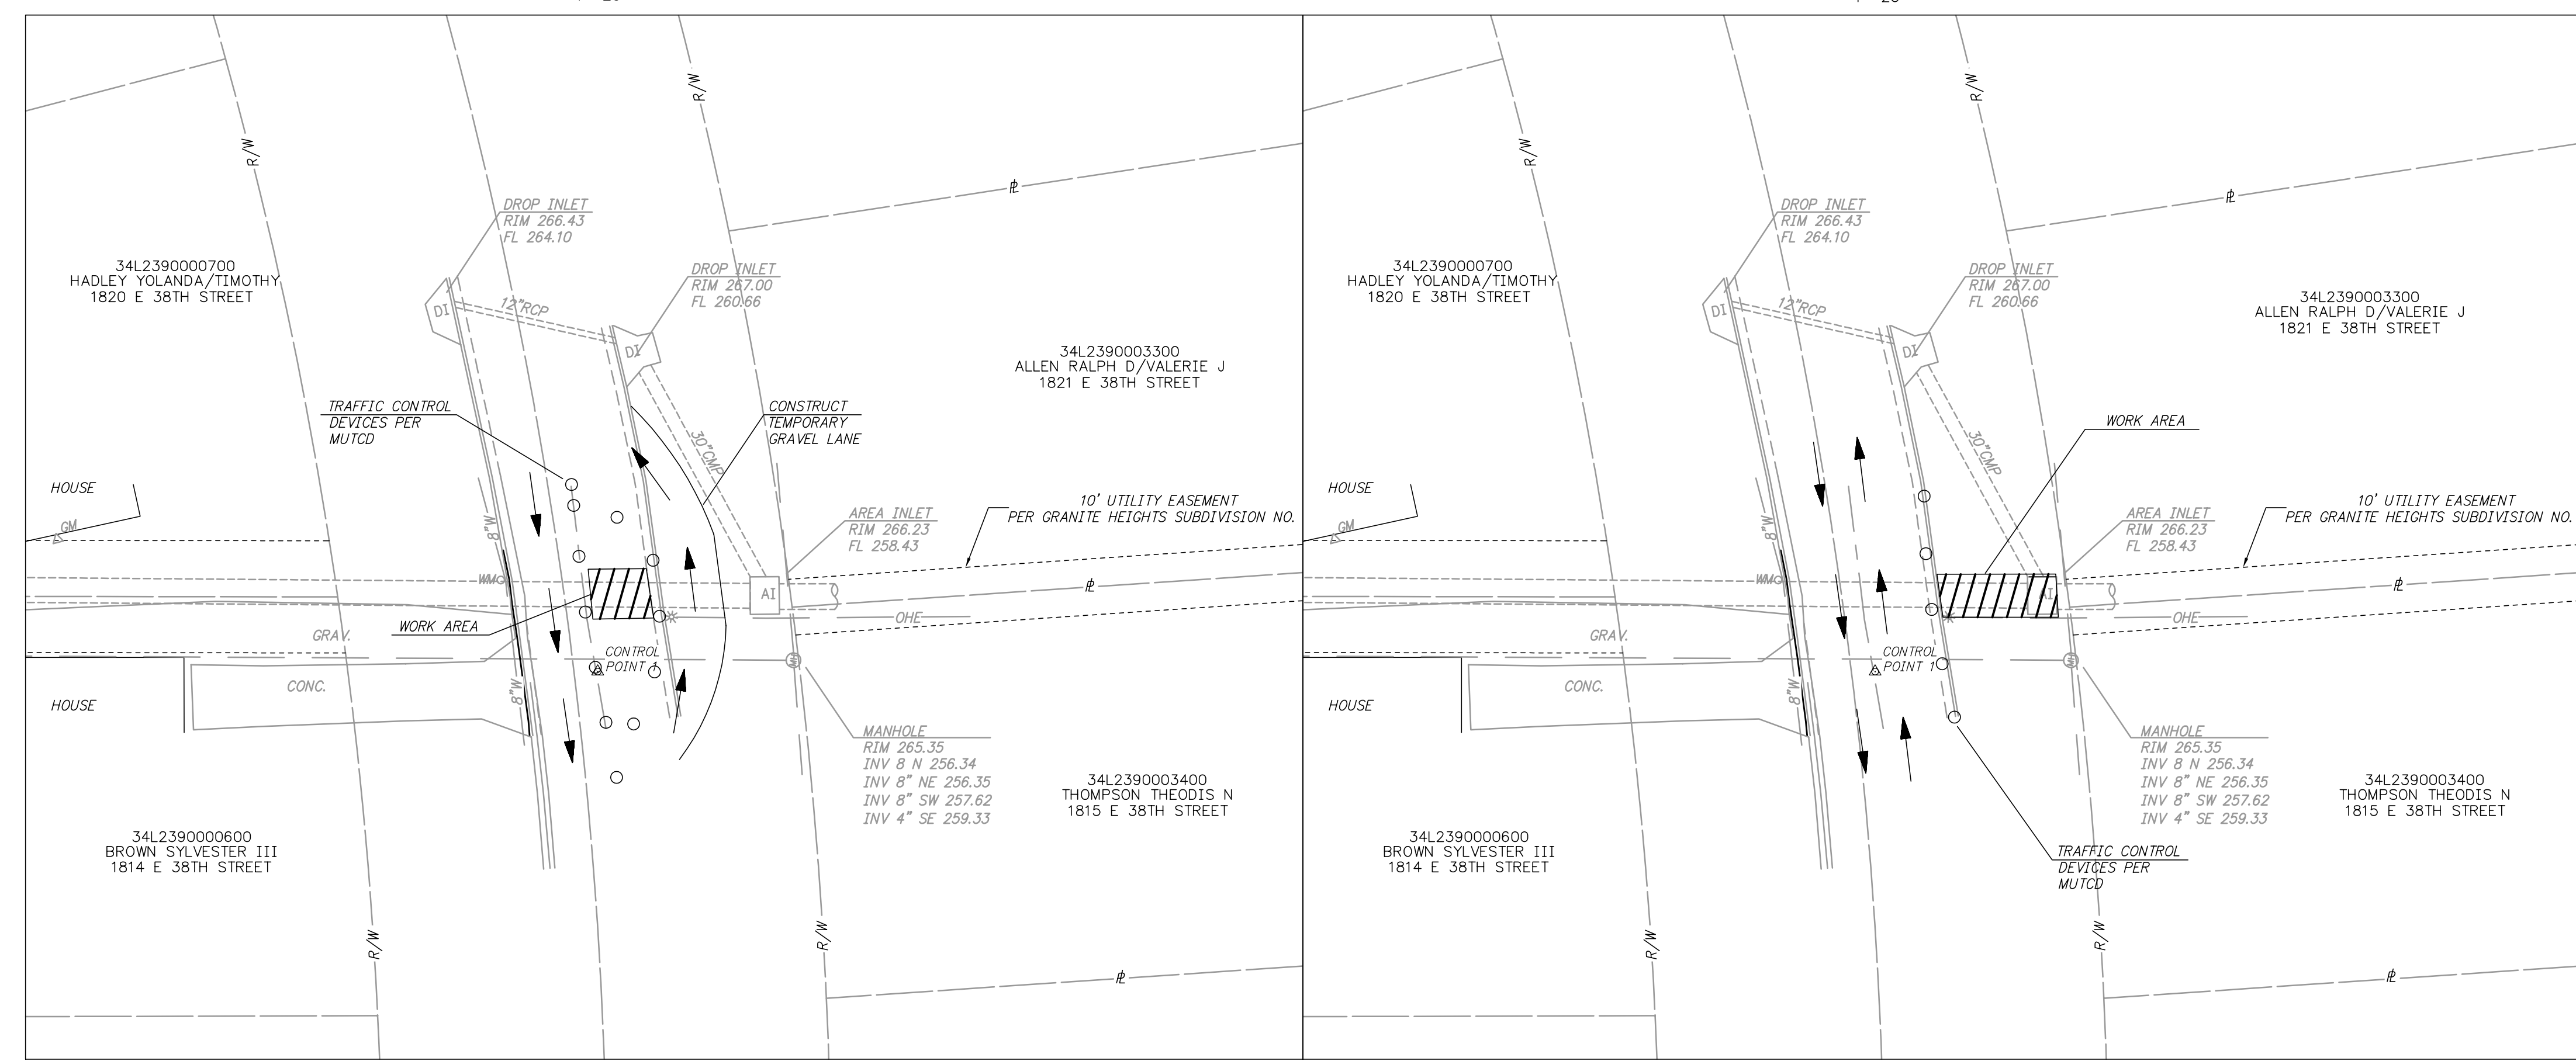 R/W
R/W
DROP INLET
RIM 266.43
FL 264.10
DROP INLET
RIM 267.00
FL 260.66
34L2390000700
HADLEY YOLANDA/TIMOTHY
1820 E 38TH STREET
DI
12"RCP
DI
34L2390003300
ALLEN RALPH D/VALERIE J
1821 E 38TH STREET
TRAFFIC CONTROL
DEVICES PER
MUTCD
CONSTRUCT
TEMPORARY
GRAVEL LANE
30"CMP
HOUSE
GM
8"W
10' UTILITY EASEMENT
PER GRANITE HEIGHTS SUBDIVISION NO.
AREA INLET
RIM 266.23
FL 258.43
WM
AI
OHE
WORK AREA
GRAV.
CONTROL
POINT 1
CONC.
8"W
HOUSE
MANHOLE
RIM 265.35
INV 8 N 256.34
INV 8" NE 256.35
INV 8" SW 257.62
INV 4" SE 259.33
34L2390003400
THOMPSON THEODIS N
1815 E 38TH STREET
34L2390000600
BROWN SYLVESTER III
1814 E 38TH STREET
R/W
R/W
PL
PL
PL
R/W
R/W
DROP INLET
RIM 266.43
FL 264.10
DROP INLET
RIM 267.00
FL 260.66
34L2390000700
HADLEY YOLANDA/TIMOTHY
1820 E 38TH STREET
DI
12"RCP
DI
34L2390003300
ALLEN RALPH D/VALERIE J
1821 E 38TH STREET
WORK AREA
30"CMP
HOUSE
GM
8"W
10' UTILITY EASEMENT
PER GRANITE HEIGHTS SUBDIVISION NO.
AREA INLET
RIM 266.23
FL 258.43
WM
AI
OHE
GRAV.
CONTROL
POINT 1
CONC.
8"W
HOUSE
MANHOLE
RIM 265.35
INV 8 N 256.34
INV 8" NE 256.35
INV 8" SW 257.62
INV 4" SE 259.33
34L2390003400
THOMPSON THEODIS N
1815 E 38TH STREET
34L2390000600
BROWN SYLVESTER III
1814 E 38TH STREET
TRAFFIC CONTROL
DEVICES PER
MUTCD
R/W
R/W
PL
PL
PL